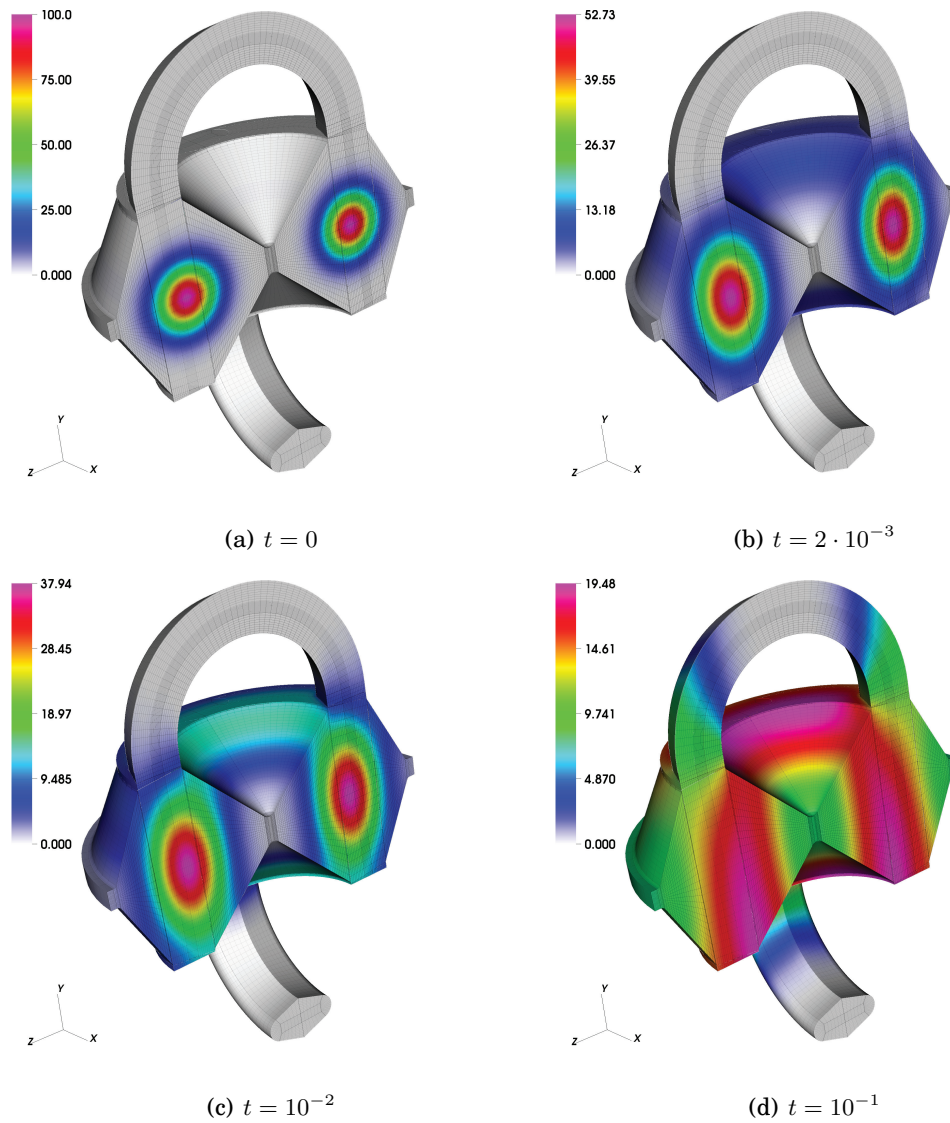 100.0
75.00
50.00
25.00
0.000
Y
Z
X
(a) t = 0
52.73
39.55
26.37
13.18
0.000
Y
Z
X
(b) t = 2 · 10⁻³
37.94
28.45
18.97
9.485
0.000
Y
Z
X
(c) t = 10⁻²
19.48
14.61
9.741
4.870
0.000
Y
Z
X
(d) t = 10⁻¹